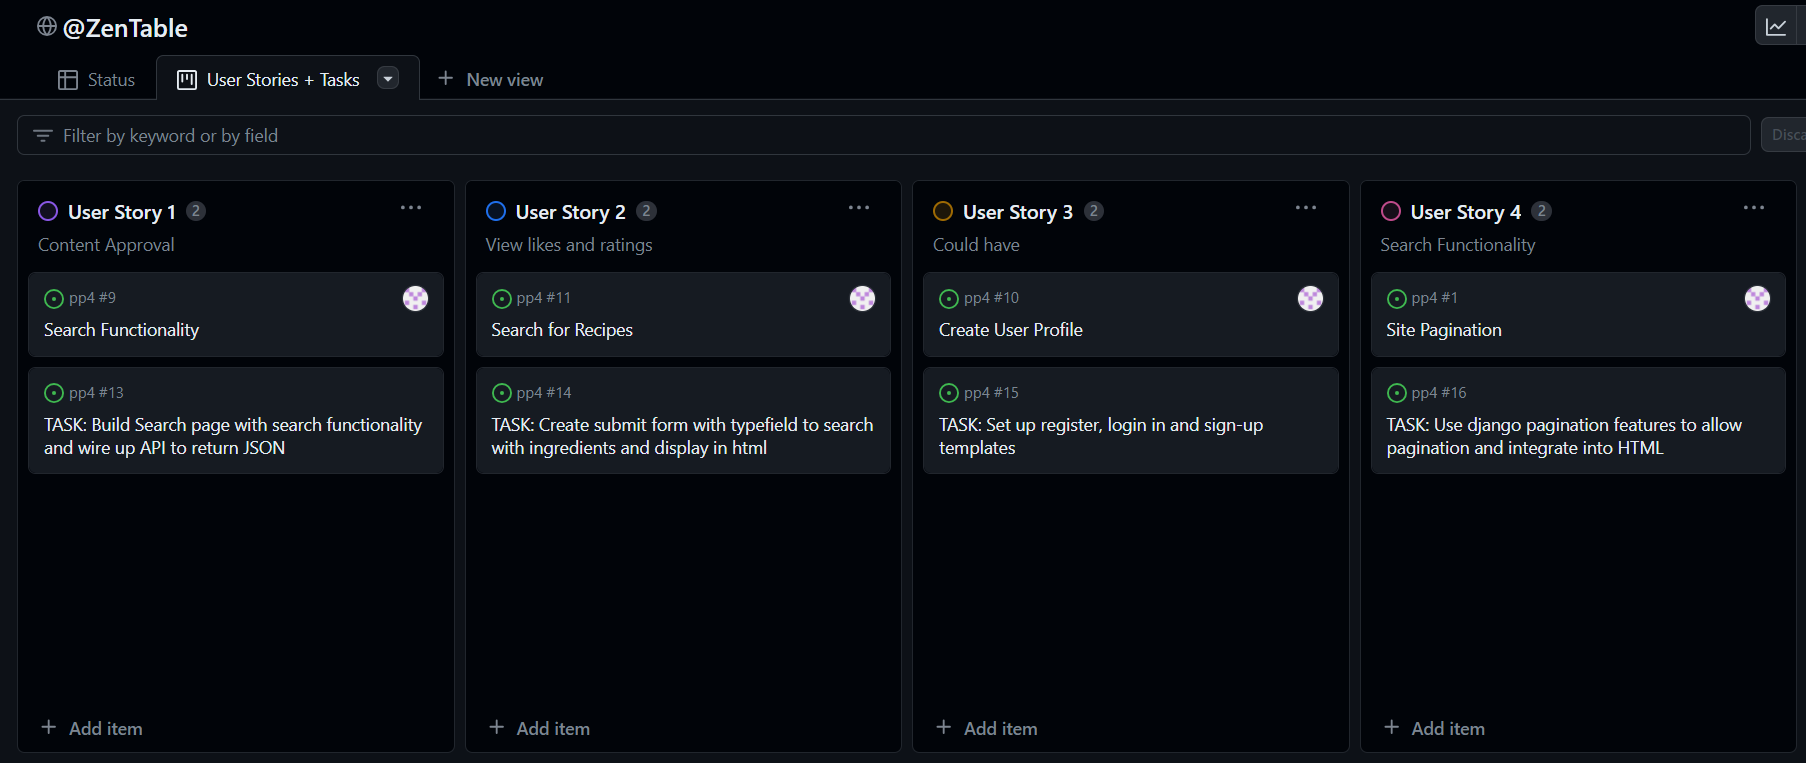 @ZenTable
Status
User Stories + Tasks
New view
Filter by keyword or by field
Disca
User Story 1 2
Content Approval
pp4 #9
Search Functionality
pp4 #13
TASK: Build Search page with search functionality
and wire up API to return JSON
Add item
User Story 2 2
View likes and ratings
pp4 #11
Search for Recipes
pp4 #14
TASK: Create submit form with typefield to search
with ingredients and display in html
Add item
User Story 3 2
Could have
pp4 #10
Create User Profile
pp4 #15
TASK: Set up register, login in and sign-up
templates
Add item
User Story 4 2
Search Functionality
pp4 #1
Site Pagination
pp4 #16
TASK: Use django pagination features to allow
pagination and integrate into HTML
Add item